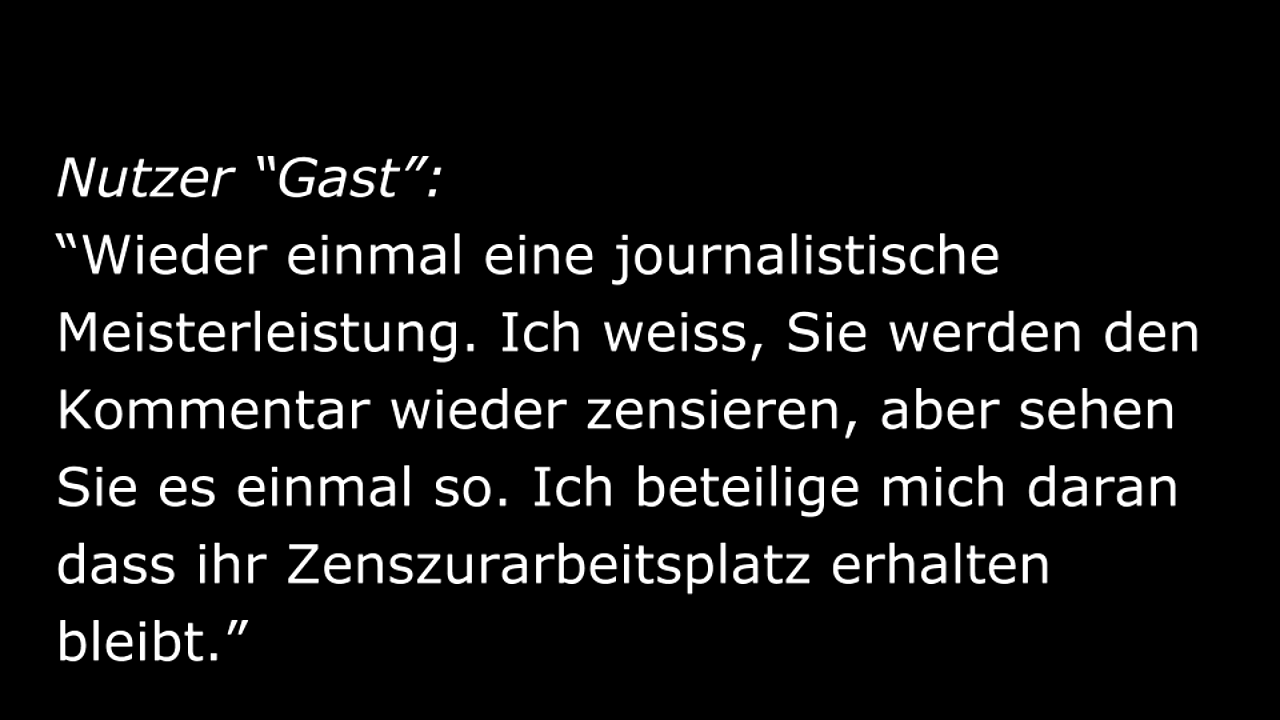 Nutzer “Gast”:
“Wieder einmal eine journalistische
Meisterleistung. Ich weiss, Sie werden den
Kommentar wieder zensieren, aber sehen
Sie es einmal so. Ich beteilige mich daran
dass ihr Zenszurarbeitsplatz erhalten
bleibt.”